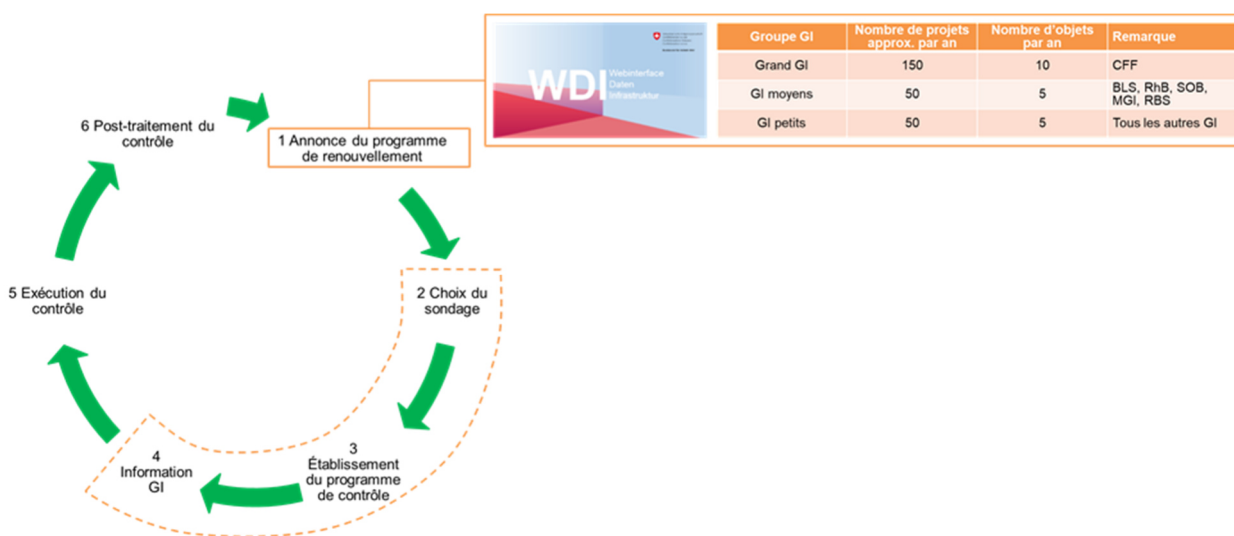 WDI
Webinterface
Daten
Infrastruktur
Groupe GI
Nombre de projets
approx. par an
Nombre d'objets
par an
Remarque
Grand GI
150
10
CFF
GI moyens
50
5
BLS, RhB, SOB,
MGI, RBS
GI petits
50
5
Tous les autres GI
1 Annonce du programme
de renouvellement
2 Choix du
sondage
3
Établissement
du programme
de contrôle
4
Information
GI
5 Exécution du
contrôle
6 Post-traitement du
contrôle